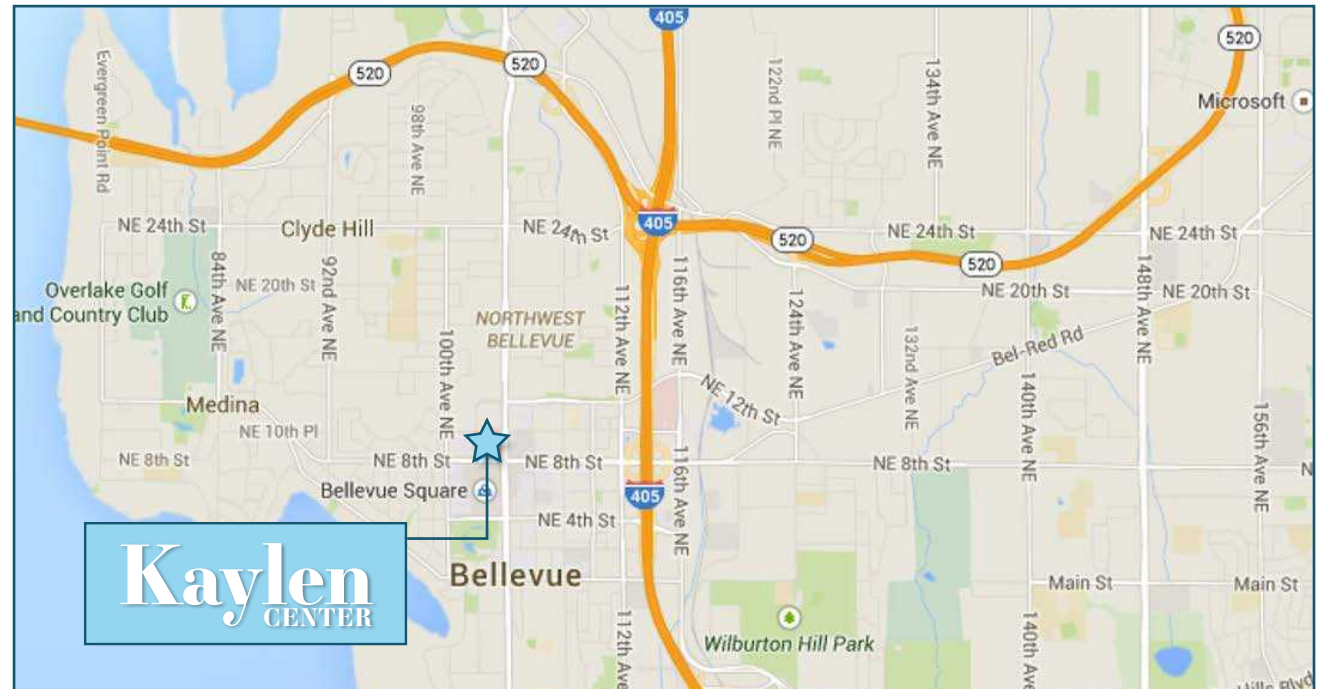 405
520
520
520
Microsoft
Evergreen Point Rd
98th Ave NE
122nd Pl NE
134th Ave NE
NE 24th St
Clyde Hill
NE 24th St
405
520
NE 24th St
NE 24th St
520
Overlake Golf
and Country Club
84th Ave NE
NE 20th St
92nd Ave NE
NORTHWEST
BELLEVUE
112th Ave NE
116th Ave NE
124th Ave NE
NE 20th St
148th Ave NE
NE 20th St
100th Ave NE
132nd Ave NE
Bel-Red Rd
140th Ave NE
Medina
NE 10th Pl
NE 12th St
156th Ave NE
NE 8th St
NE 8th St
NE 8th St
NE 8th St
N
Bellevue Square
405
116th Ave NE
NE 4th St
Kaylen
CENTER
Bellevue
Main St
Main St
112th Ave
Wilburton Hill Park
140th Ave
Hills Blvd